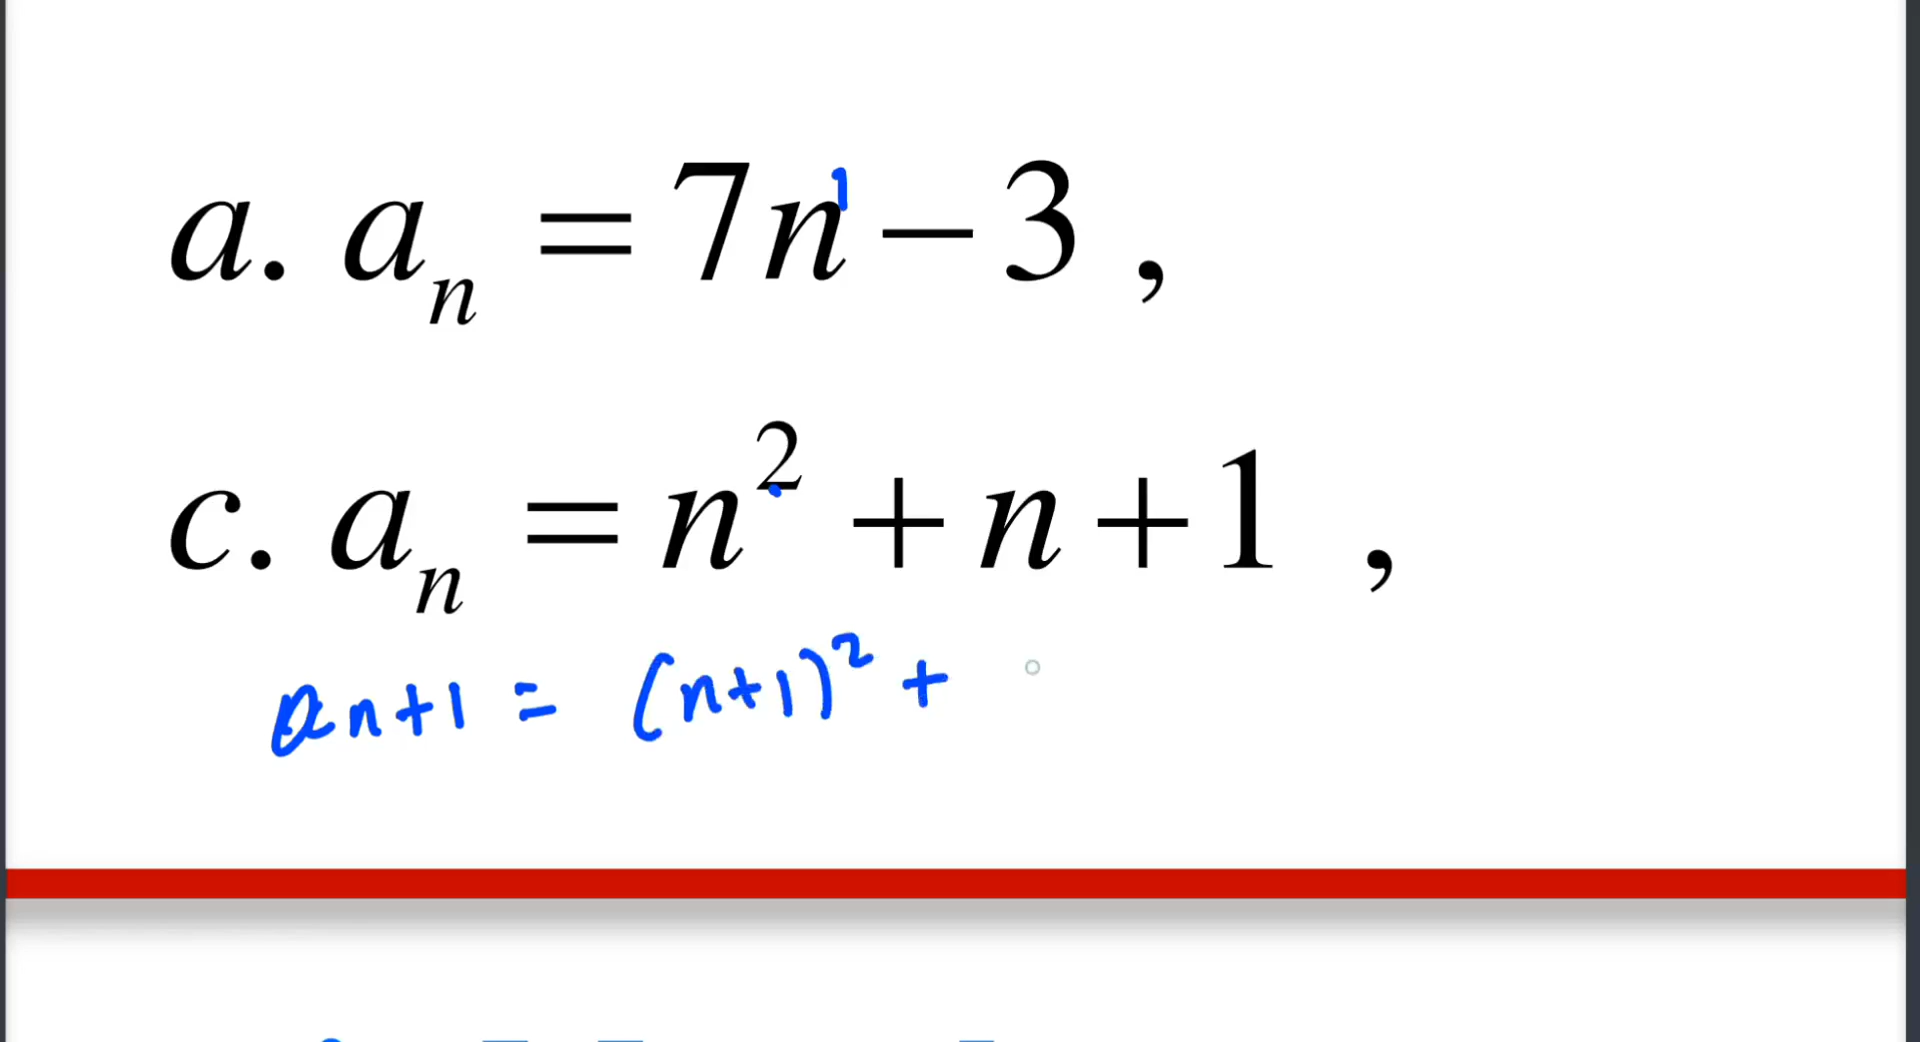 a. aₙ = 7n¹ − 3 ,
c. aₙ = n² + n + 1 ,
an+1 = (n+1)² +